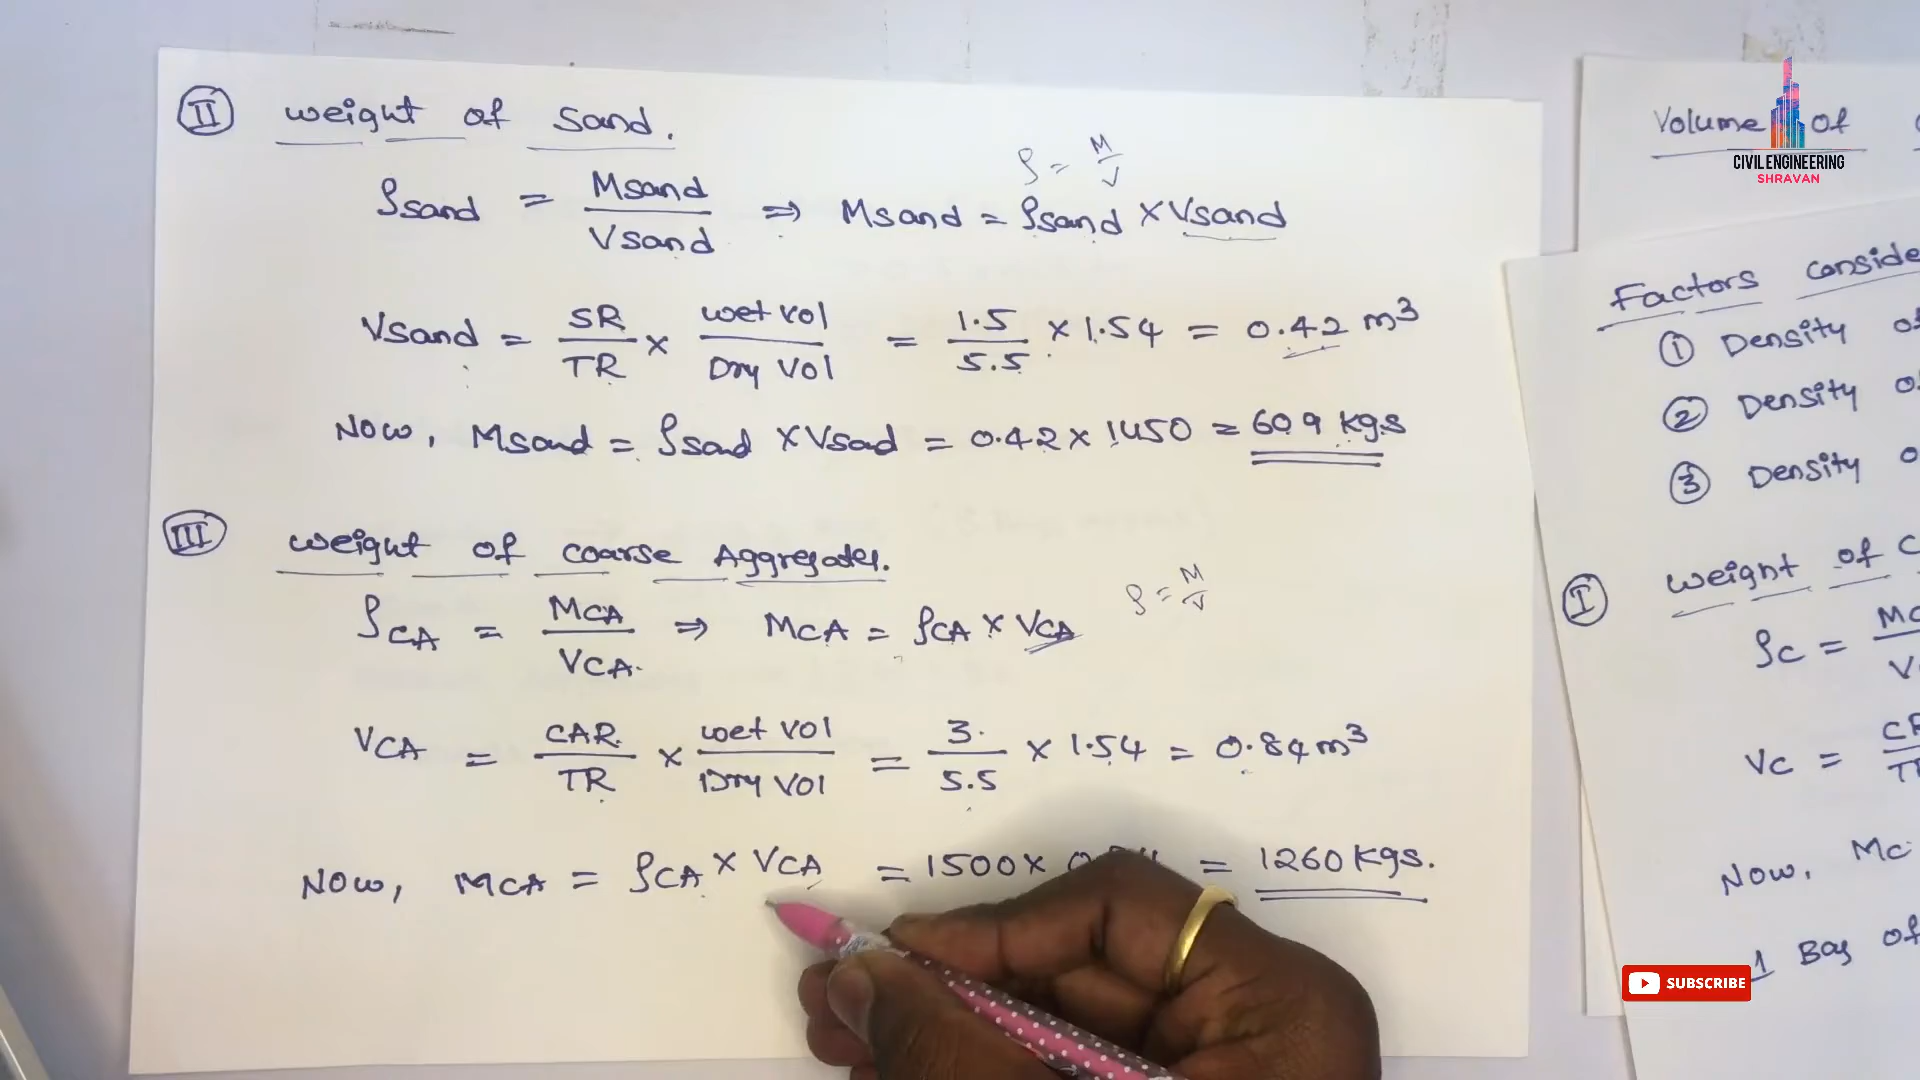 II Weight of Sand.
ρ = M/V
ρsand = Msand/Vsand ⇒ Msand = ρsand × Vsand
Vsand = SR/TR × wet vol/Dry Vol = 1.5/5.5 × 1.54 = 0.42 m³
Now, Msand = ρsand × Vsad = 0.42 × 1450 = 609 kgs
III Weight of coarse Aggregates.
ρ = M/V
ρCA = MCA/VCA. ⇒ MCA = ρCA × VCA
VCA = CAR/TR × wet vol/Dry Vol = 3./5.5 × 1.54 = 0.84 m³
Now, MCA = ρCA × VCA = 1500 × = 1260 kgs.
Volume of
CIVIL ENGINEERING
SHRAVAN
Factors
① Density
② Density
③ Density
I Weight of
ρc =
Vc =
Now, Mc
1 Bag of
SUBSCRIBE